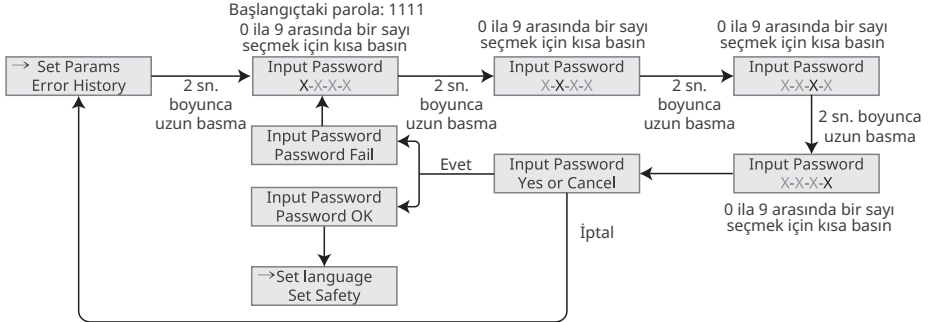 Başlangıçtaki parola: 1111
0 ila 9 arasında bir sayı
seçmek için kısa basın
0 ila 9 arasında bir sayı
seçmek için kısa basın
0 ila 9 arasında bir sayı
seçmek için kısa basın
→ Set Params
Error History
2 sn.
boyunca
uzun basma
Input Password
X-X-X-X
2 sn.
boyunca
uzun basma
Input Password
X-X-X-X
2 sn.
boyunca
uzun basma
Input Password
X-X-X-X
2 sn. boyunca
uzun basma
Input Password
Password Fail
Evet
Input Password
Yes or Cancel
Input Password
X-X-X-X
0 ila 9 arasında bir sayı
seçmek için kısa basın
Input Password
Password OK
İptal
→Set language
Set Safety